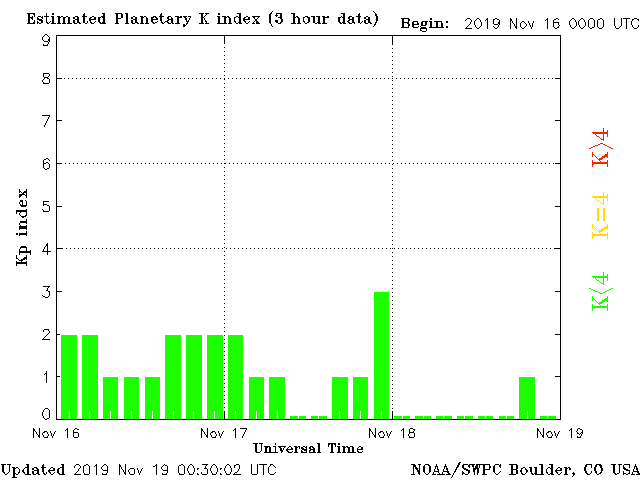 Estimated Planetary K index (3 hour data) Begin: 2019 Nov 16 0000 UTC
9
8
7
6
5
4
3
2
1
0
Kp index
K>4
K=4
K<4
Nov 16 Nov 17 Nov 18 Nov 19
Universal Time
Updated 2019 Nov 19 00:30:02 UTC NOAA/SWPC Boulder, CO USA